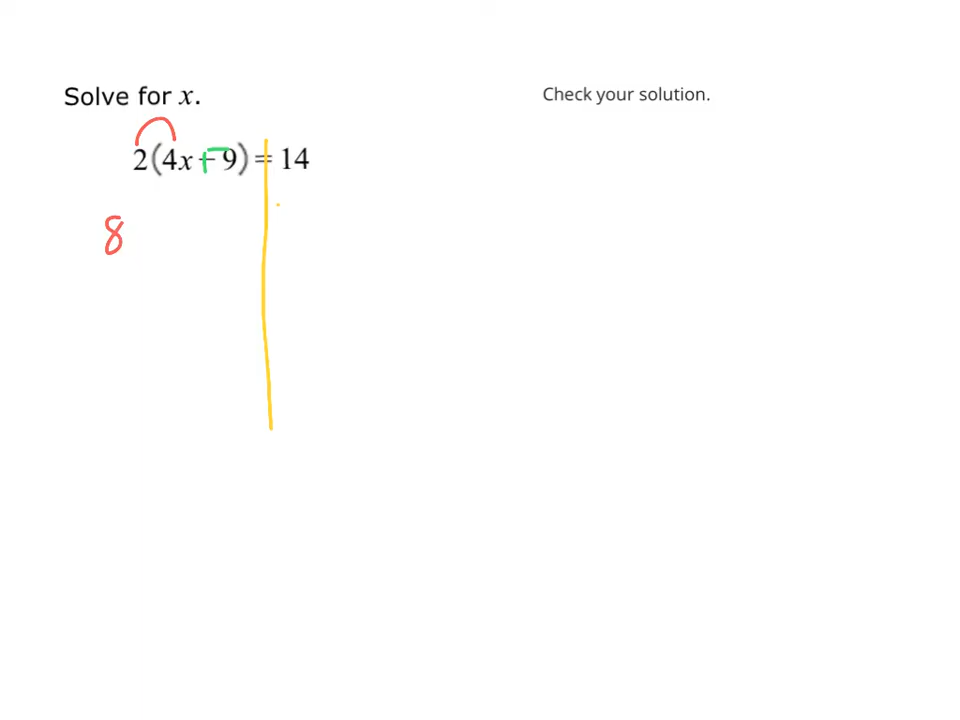 Solve for x.
2(4x + −9) = 14
8
Check your solution.